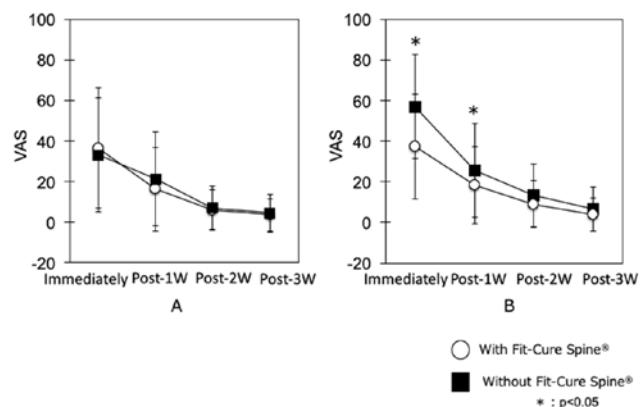 100
80
60
40
20
0
-20
VAS
Immediately Post-1W Post-2W Post-3W
A
100
80
60
40
20
0
-20
VAS
*
*
Immediately Post-1W Post-2W Post-3W
B
With Fit-Cure Spine®
Without Fit-Cure Spine®
* : p<0.05